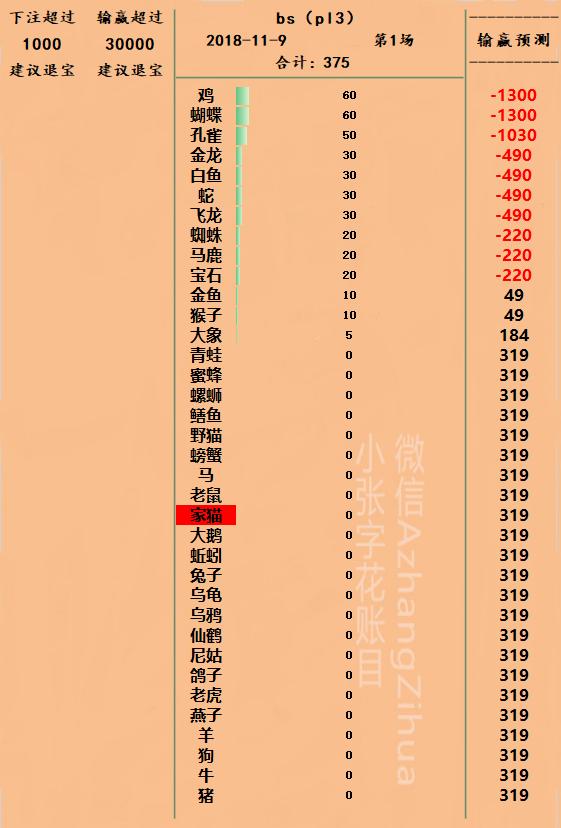 下注超过 输赢超过
1000 30000
建议退宝 建议退宝
bs（pl3）
2018-11-9 第1场
合计：375
------------
输赢预测
------------
鸡 60 -1300
蝴蝶 60 -1300
孔雀 50 -1030
金龙 30 -490
白鱼 30 -490
蛇 30 -490
飞龙 30 -490
蜘蛛 20 -220
马鹿 20 -220
宝石 20 -220
金鱼 10 49
猴子 10 49
大象 5 184
青蛙 0 319
蜜蜂 0 319
螺蛳 0 319
鳝鱼 0 319
野猫 0 319
螃蟹 0 319
马 0 319
老鼠 0 319
家猫 0 319
大鹅 0 319
蚯蚓 0 319
兔子 0 319
乌龟 0 319
乌鸦 0 319
仙鹤 0 319
尼姑 0 319
鸽子 0 319
老虎 0 319
燕子 0 319
羊 0 319
狗 0 319
牛 0 319
猪 0 319
微信AzhangZihua
小张字花账目